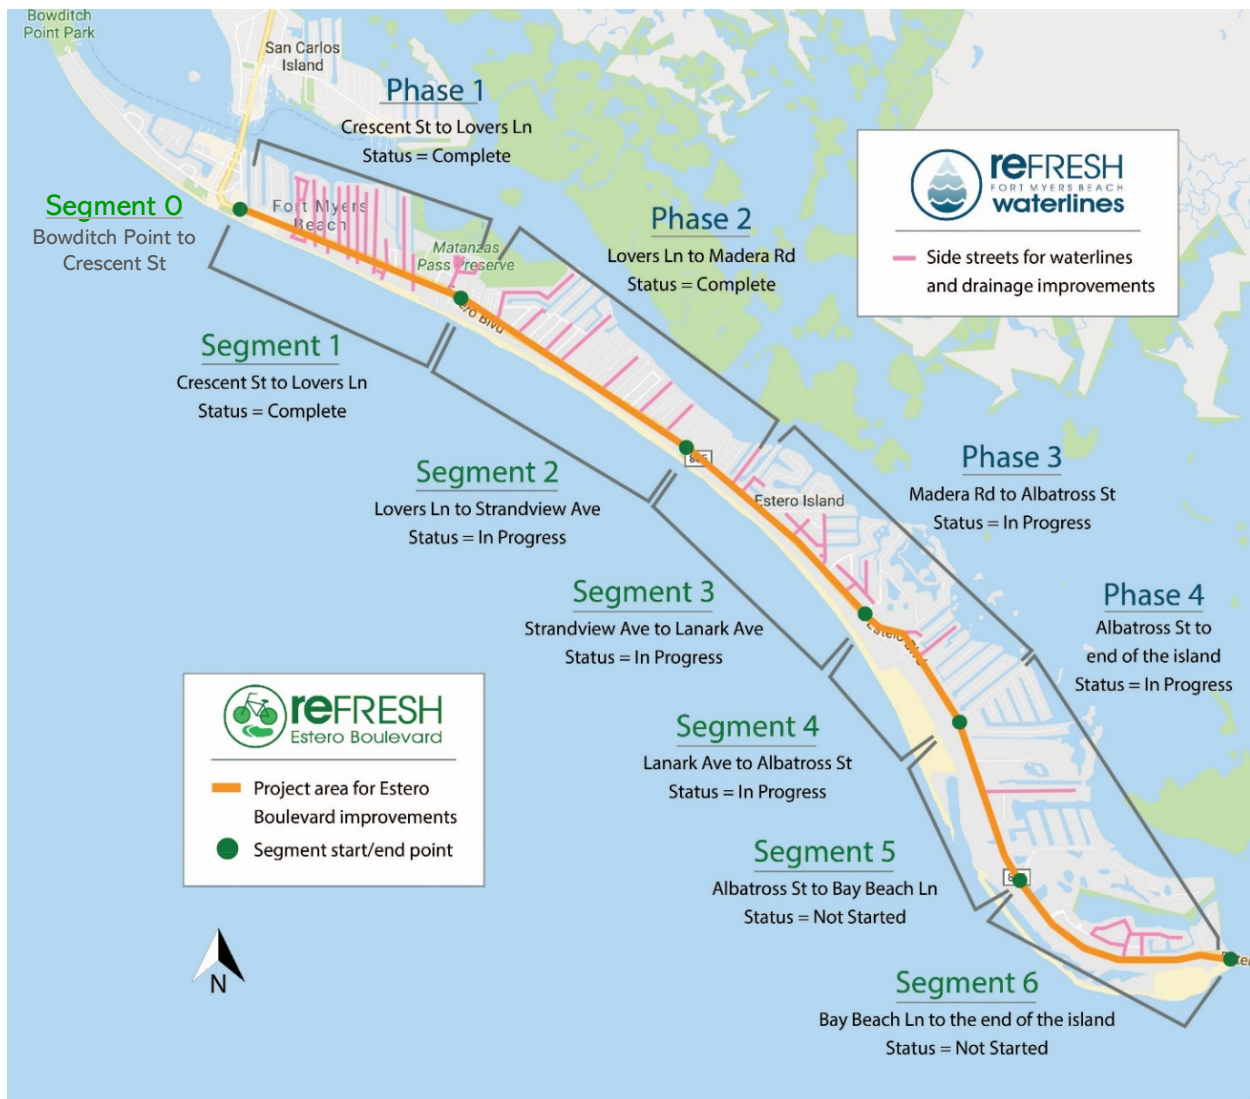 Bowditch
Point Park
San Carlos
Island
Phase 1
Crescent St to Lovers Ln
Status = Complete
Segment 0
Bowditch Point to
Crescent St
Fort Myers
Beach
Matanzas
Pass Preserve
Estero Blvd
Phase 2
Lovers Ln to Madera Rd
Status = Complete
reFRESH
FORT MYERS BEACH
waterlines
Side streets for waterlines
and drainage improvements
Segment 1
Crescent St to Lovers Ln
Status = Complete
Segment 2
Lovers Ln to Strandview Ave
Status = In Progress
Estero Island
Phase 3
Madera Rd to Albatross St
Status = In Progress
Segment 3
Strandview Ave to Lanark Ave
Status = In Progress
Estero Blvd
Phase 4
Albatross St to
end of the island
Status = In Progress
reFRESH
Estero Boulevard
Project area for Estero
Boulevard improvements
Segment start/end point
Segment 4
Lanark Ave to Albatross St
Status = In Progress
Segment 5
Albatross St to Bay Beach Ln
Status = Not Started
Segment 6
Bay Beach Ln to the end of the island
Status = Not Started
N